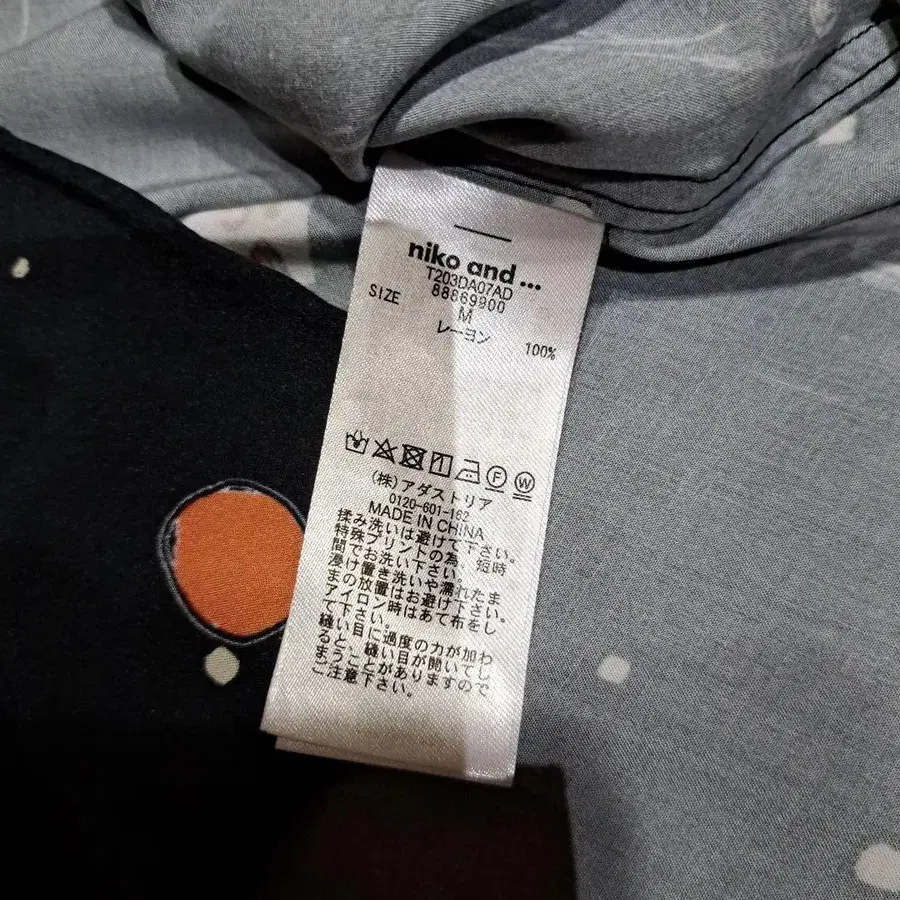 niko and ...
T203DA07AD
88869900
SIZE M
レーヨン 100%
(株)アダストリア
0120-601-162
MADE IN CHINA
揉み洗いは避けて下さい。
特殊プリントの為、短時
間でお洗い下さい。
浸け置き洗いや濡れたま
まの放置はお避け下さい。
アイロン時はあて布をし
て下さい。
縫い目に過度の力が加わ
ると、縫い目が開いてし
まうことがありますので
ご注意下さい。